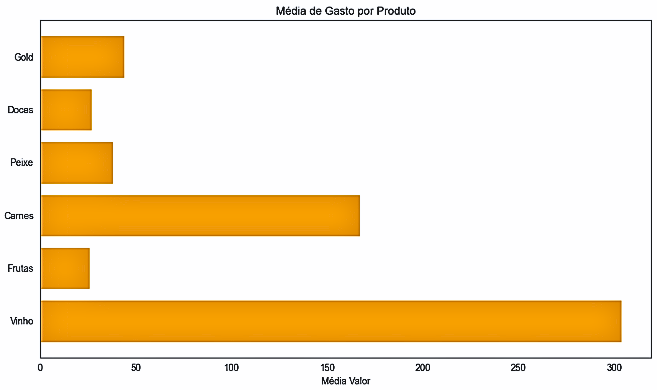 Média de Gasto por Produto
Gold
Doces
Peixe
Carnes
Frutas
Vinho
0 50 100 150 200 250 300
Média Valor